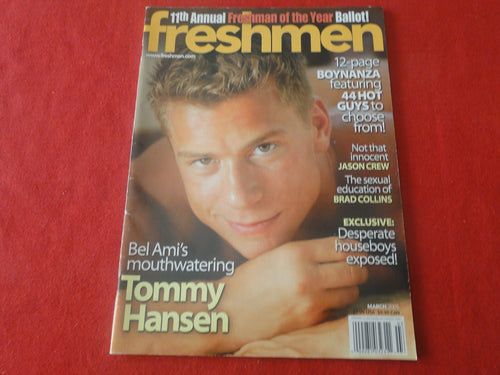 11th Annual Freshman of the Year Ballot!
freshmen
www.freshmen.com
12-page
BOYNANZA
featuring
44 HOT
GUYS to
choose
from!
Not that
innocent
JASON CREW
The sexual
education of
BRAD COLLINS
EXCLUSIVE:
Desperate
houseboys
exposed!
Bel Ami's
mouthwatering
Tommy
Hansen
MARCH